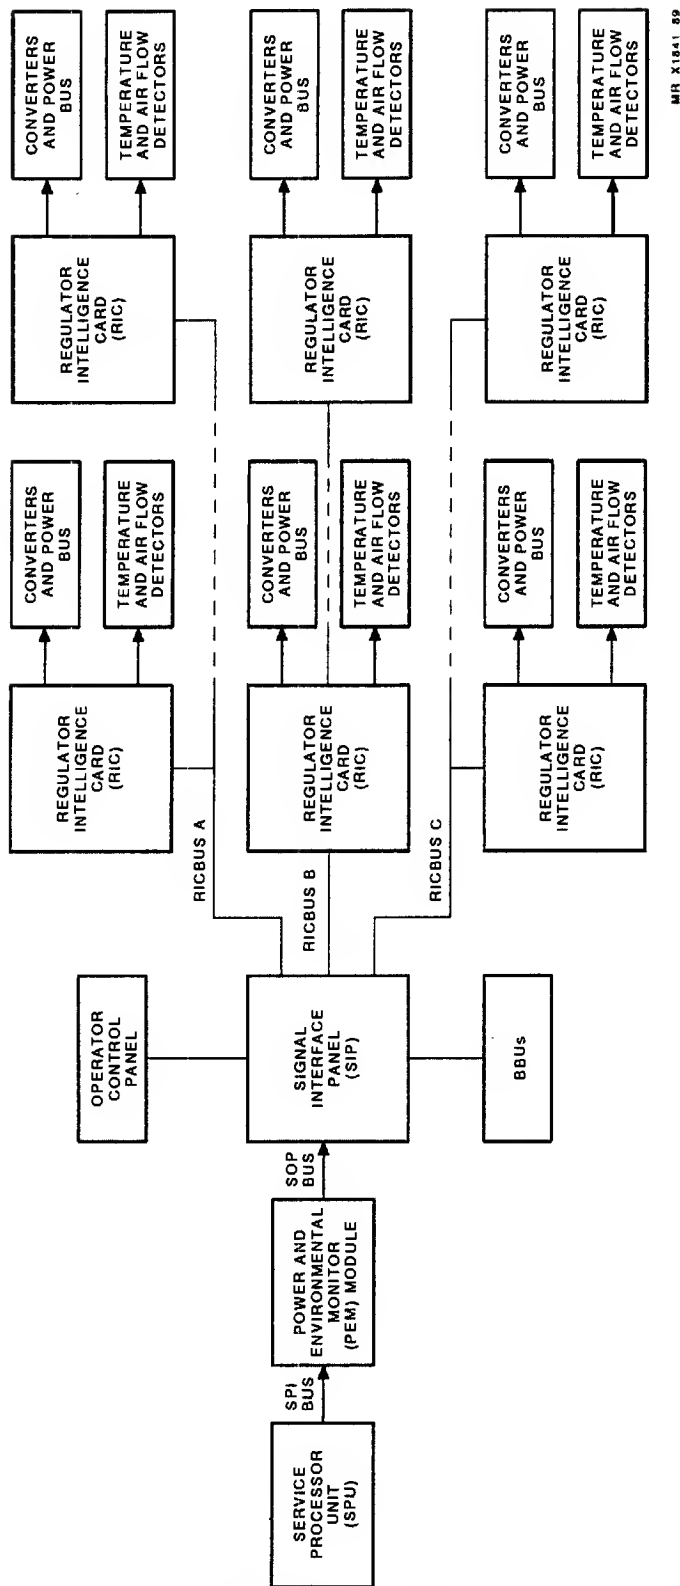 SERVICE
PROCESSOR
UNIT
(SPU)
SPI
BUS
POWER AND
ENVIRONMENTAL
MONITOR
(PEM) MODULE
SOP
BUS
OPERATOR
CONTROL
PANEL
SIGNAL
INTERFACE
PANEL
(SIP)
BBUs
RICBUS A
RICBUS B
RICBUS C
REGULATOR
INTELLIGENCE
CARD
(RIC)
CONVERTERS
AND POWER
BUS
TEMPERATURE
AND AIR FLOW
DETECTORS
REGULATOR
INTELLIGENCE
CARD
(RIC)
CONVERTERS
AND POWER
BUS
TEMPERATURE
AND AIR FLOW
DETECTORS
REGULATOR
INTELLIGENCE
CARD
(RIC)
CONVERTERS
AND POWER
BUS
TEMPERATURE
AND AIR FLOW
DETECTORS
REGULATOR
INTELLIGENCE
CARD
(RIC)
CONVERTERS
AND POWER
BUS
TEMPERATURE
AND AIR FLOW
DETECTORS
REGULATOR
INTELLIGENCE
CARD
(RIC)
CONVERTERS
AND POWER
BUS
TEMPERATURE
AND AIR FLOW
DETECTORS
REGULATOR
INTELLIGENCE
CARD
(RIC)
CONVERTERS
AND POWER
BUS
TEMPERATURE
AND AIR FLOW
DETECTORS
MR X1841 89